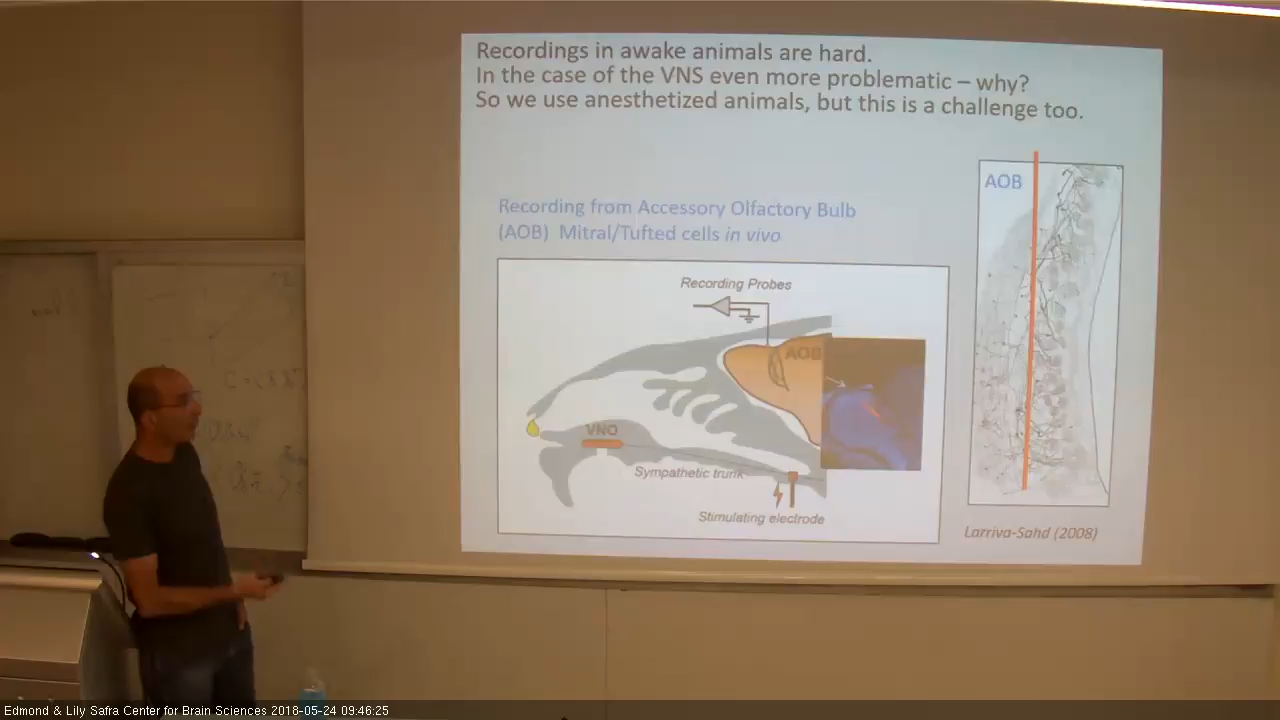 Recordings in awake animals are hard.
In the case of the VNS even more problematic – why?
So we use anesthetized animals, but this is a challenge too.
AOB
Recording from Accessory Olfactory Bulb
(AOB) Mitral/Tufted cells in vivo
Recording Probes
AOB
VNO
Sympathetic trunk
Stimulating electrode
Larriva-Sahd (2008)
Edmond & Lily Safra Center for Brain Sciences 2018-05-24 09:46:25